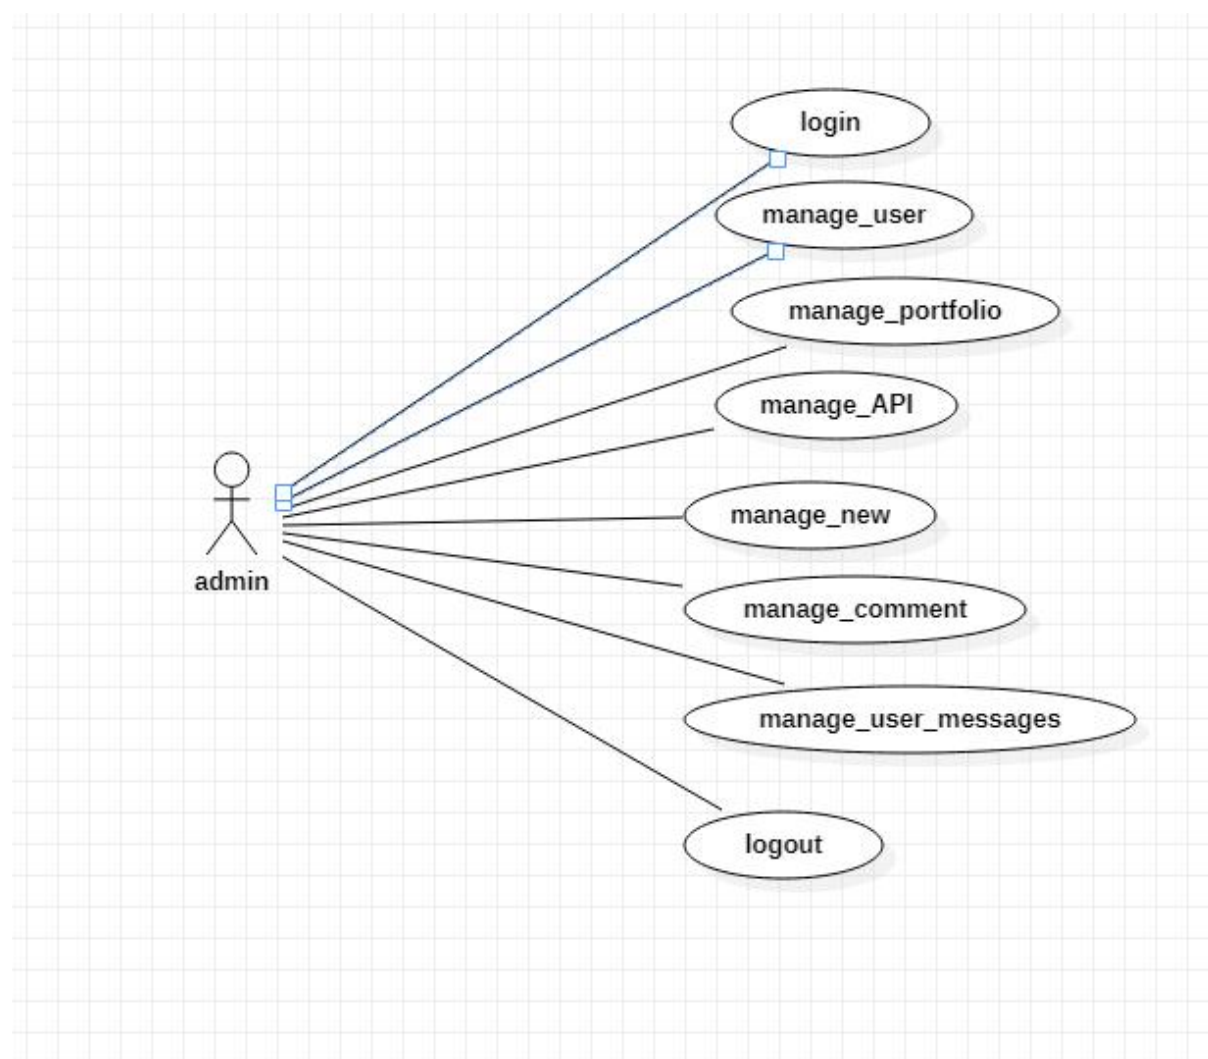 login
manage_user
manage_portfolio
manage_API
manage_new
admin
manage_comment
manage_user_messages
logout